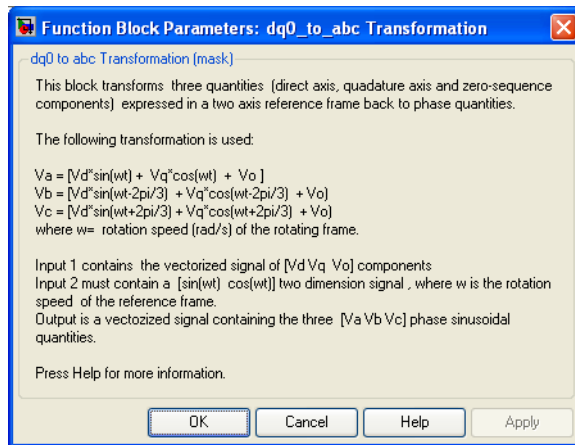 Function Block Parameters: dq0_to_abc Transformation
dq0 to abc Transformation (mask)
This block transforms three quantities (direct axis, quadature axis and zero-sequence
components) expressed in a two axis reference frame back to phase quantities.
The following transformation is used:
Va = [Vd*sin(wt) + Vq*cos(wt) + Vo ]
Vb = [Vd*sin(wt-2pi/3) + Vq*cos(wt-2pi/3) + Vo)
Vc = [Vd*sin(wt+2pi/3) + Vq*cos(wt+2pi/3) + Vo)
where w= rotation speed (rad/s) of the rotating frame.
Input 1 contains the vectorized signal of [Vd Vq Vo] components
Input 2 must contain a [sin(wt) cos(wt)] two dimension signal , where w is the rotation
speed of the reference frame.
Output is a vectozized signal containing the three [Va Vb Vc] phase sinusoidal
quantities.
Press Help for more information.
OK Cancel Help Apply